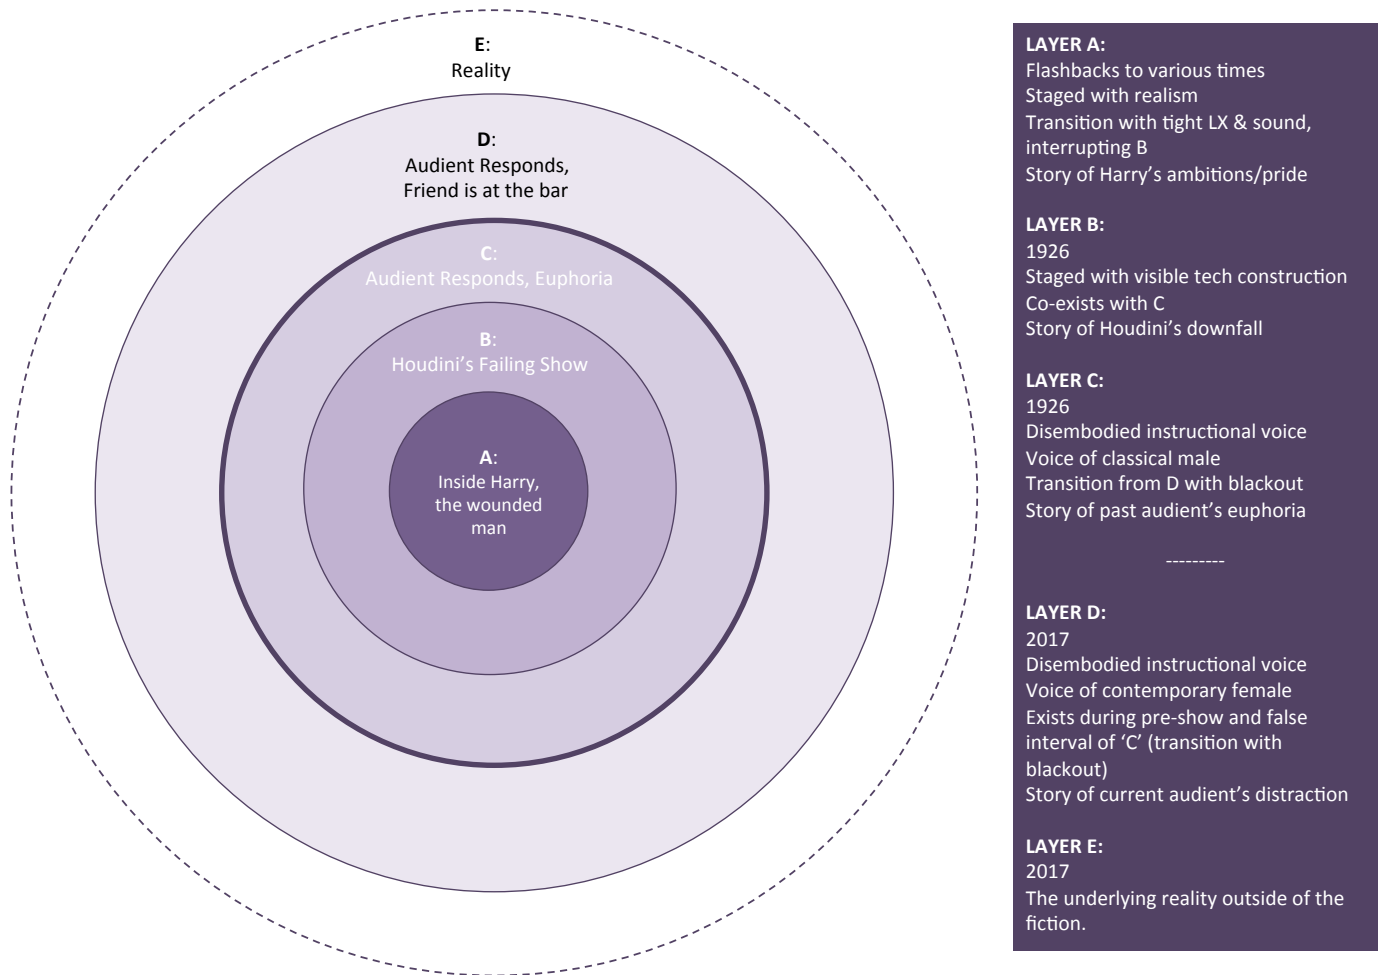 E:
Reality
D:
Audient Responds,
Friend is at the bar
C:
Audient Responds, Euphoria
B:
Houdini’s Failing Show
A:
Inside Harry,
the wounded
man
LAYER A:
Flashbacks to various times
Staged with realism
Transition with tight LX & sound,
interrupting B
Story of Harry’s ambitions/pride
LAYER B:
1926
Staged with visible tech construction
Co-exists with C
Story of Houdini’s downfall
LAYER C:
1926
Disembodied instructional voice
Voice of classical male
Transition from D with blackout
Story of past audient’s euphoria
---------
LAYER D:
2017
Disembodied instructional voice
Voice of contemporary female
Exists during pre-show and false
interval of ‘C’ (transition with
blackout)
Story of current audient’s distraction
LAYER E:
2017
The underlying reality outside of the
fiction.